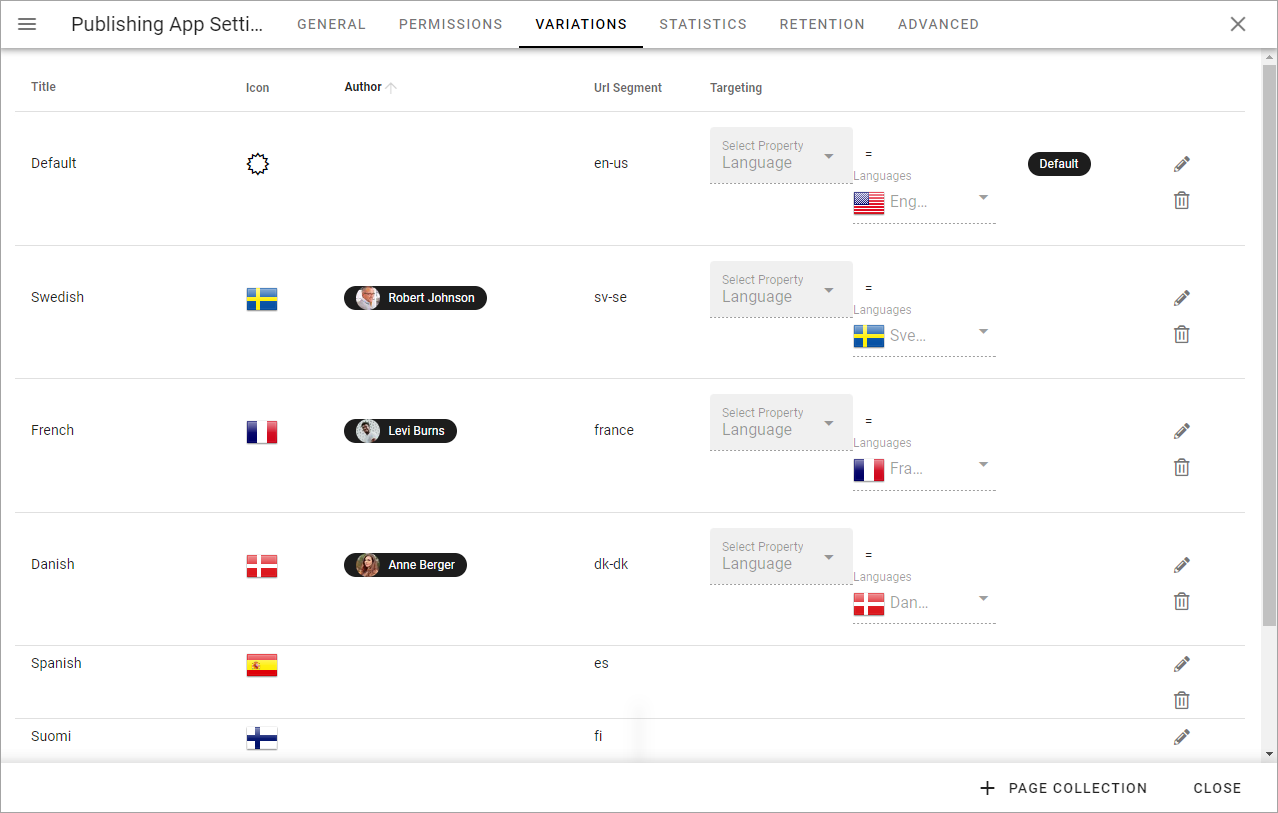 Publishing App Setti... GENERAL PERMISSIONS VARIATIONS STATISTICS RETENTION ADVANCED
Title Icon Author Url Segment Targeting
Default en-us Select Property Language = Languages Eng... Default
Swedish Robert Johnson sv-se Select Property Language = Languages Sve...
French Levi Burns france Select Property Language = Languages Fra...
Danish Anne Berger dk-dk Select Property Language = Languages Dan...
Spanish es
Suomi fi
PAGE COLLECTION CLOSE